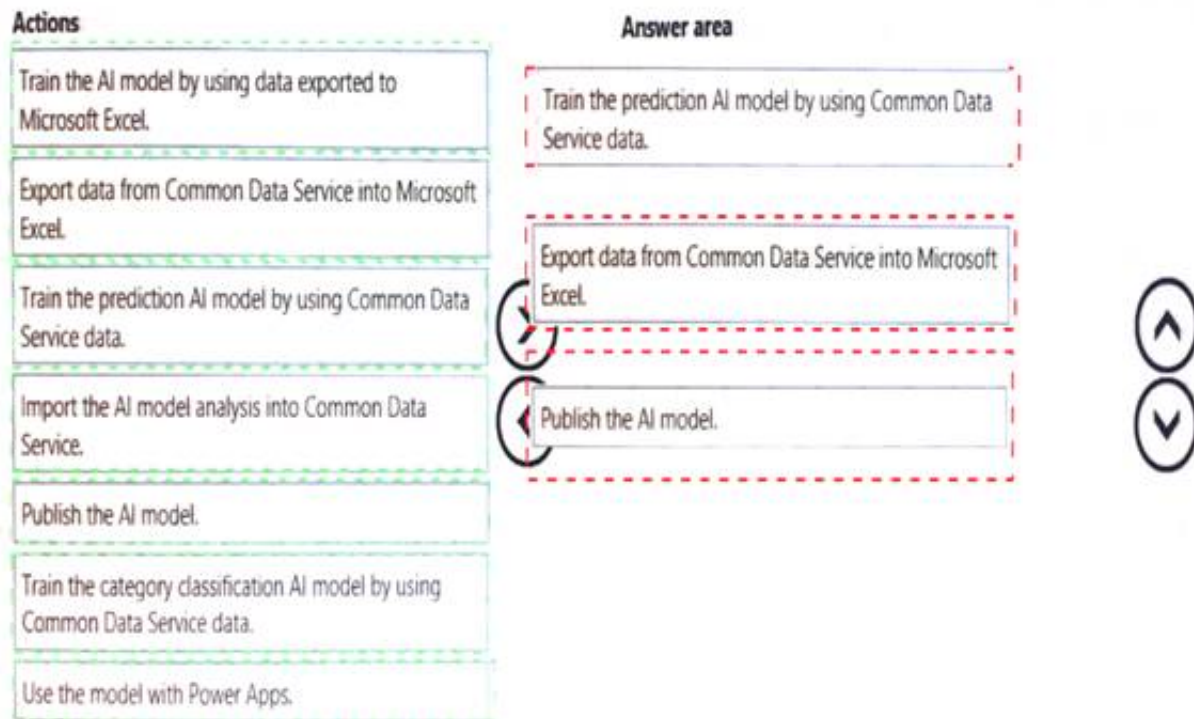 Actions
Train the AI model by using data exported to
Microsoft Excel.
Export data from Common Data Service into Microsoft
Excel.
Train the prediction AI model by using Common Data
Service data.
Import the AI model analysis into Common Data
Service.
Publish the AI model.
Train the category classification AI model by using
Common Data Service data.
Use the model with Power Apps.
Answer area
Train the prediction AI model by using Common Data
Service data.
Export data from Common Data Service into Microsoft
Excel.
Publish the AI model.